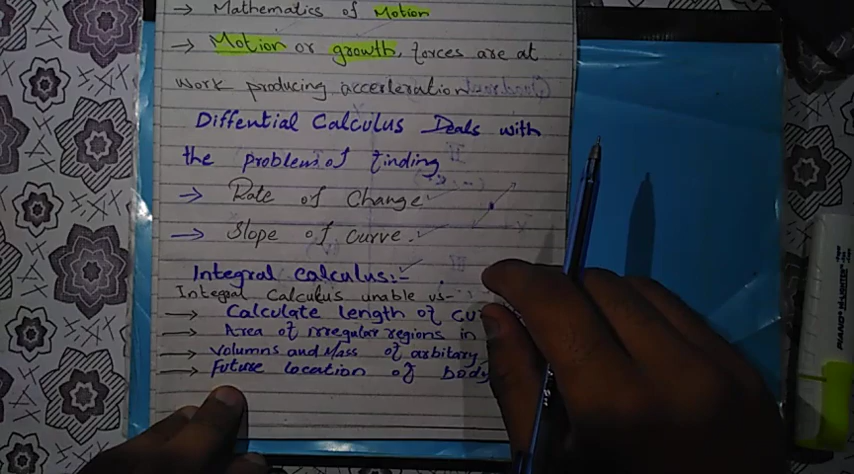 → Mathematics of Motion
→ Motion or growth, forces are at
work producing accerleration
Diffential Calculus Deals with
the problem of finding
→ Rate of Change
→ Slope of Curve.
Integral calculus:-
Integral Calculus unable us-
→ Calculate length of cu
→ Area of irregular regions in
→ Volumns and Mass of arbitary
→ Future location of body